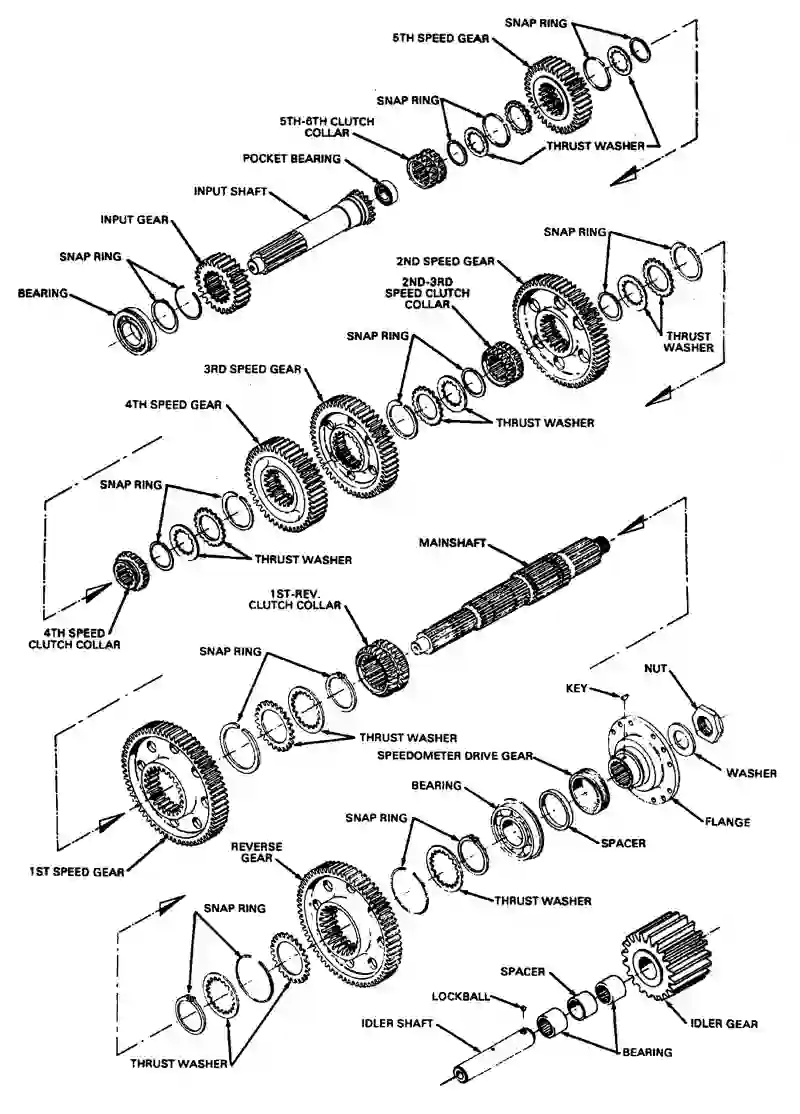 SNAP RING
5TH SPEED GEAR
SNAP RING
5TH-6TH CLUTCH
COLLAR
THRUST WASHER
POCKET BEARING
INPUT SHAFT
INPUT GEAR
SNAP RING
BEARING
SNAP RING
2ND SPEED GEAR
2ND-3RD
SPEED CLUTCH
COLLAR
THRUST
WASHER
SNAP RING
3RD SPEED GEAR
4TH SPEED GEAR
THRUST WASHER
SNAP RING
THRUST WASHER
MAINSHAFT
1ST-REV.
CLUTCH COLLAR
4TH SPEED
CLUTCH COLLAR
SNAP RING
KEY
NUT
THRUST WASHER
SPEEDOMETER DRIVE GEAR
WASHER
BEARING
FLANGE
SNAP RING
SPACER
1ST SPEED GEAR
REVERSE
GEAR
THRUST WASHER
SNAP RING
SPACER
LOCKBALL
IDLER SHAFT
IDLER GEAR
BEARING
THRUST WASHER